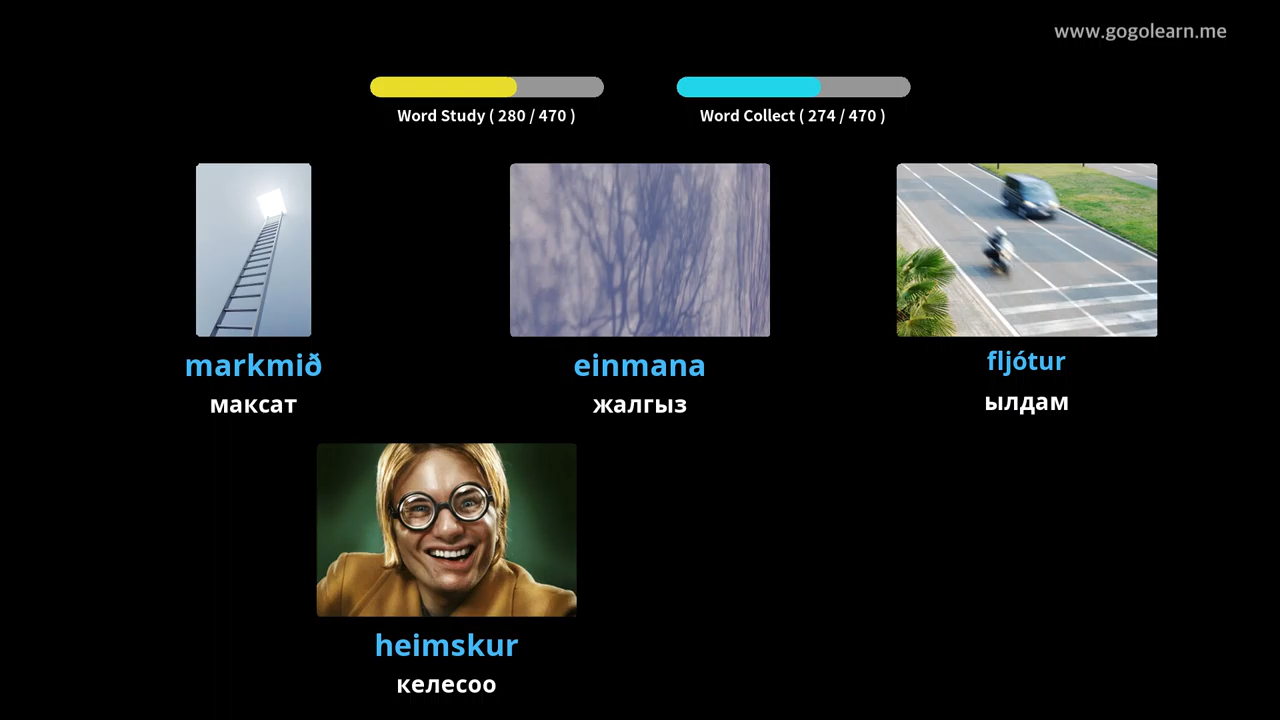 www.gogolearn.me
Word Study ( 280 / 470 )
Word Collect ( 274 / 470 )
markmið
максат
einmana
жалгыз
fljótur
ылдам
heimskur
келесоо